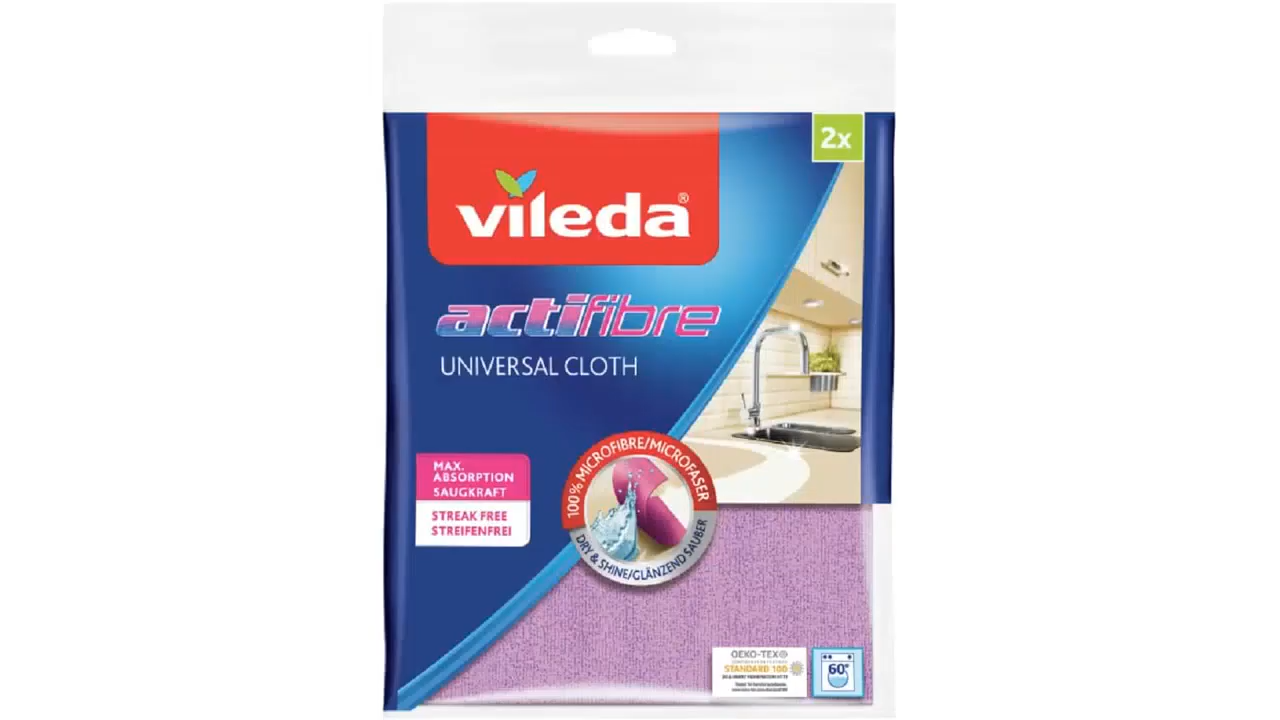 2x
vileda®
actifibre
UNIVERSAL CLOTH
MAX.
ABSORPTION
SAUGKRAFT
STREAK FREE
STREIFENFREI
100% MICROFIBRE/MICROFASER
DRY & SHINE/GLÄNZEND SAUBER
OEKO-TEX®
STANDARD 100
60°